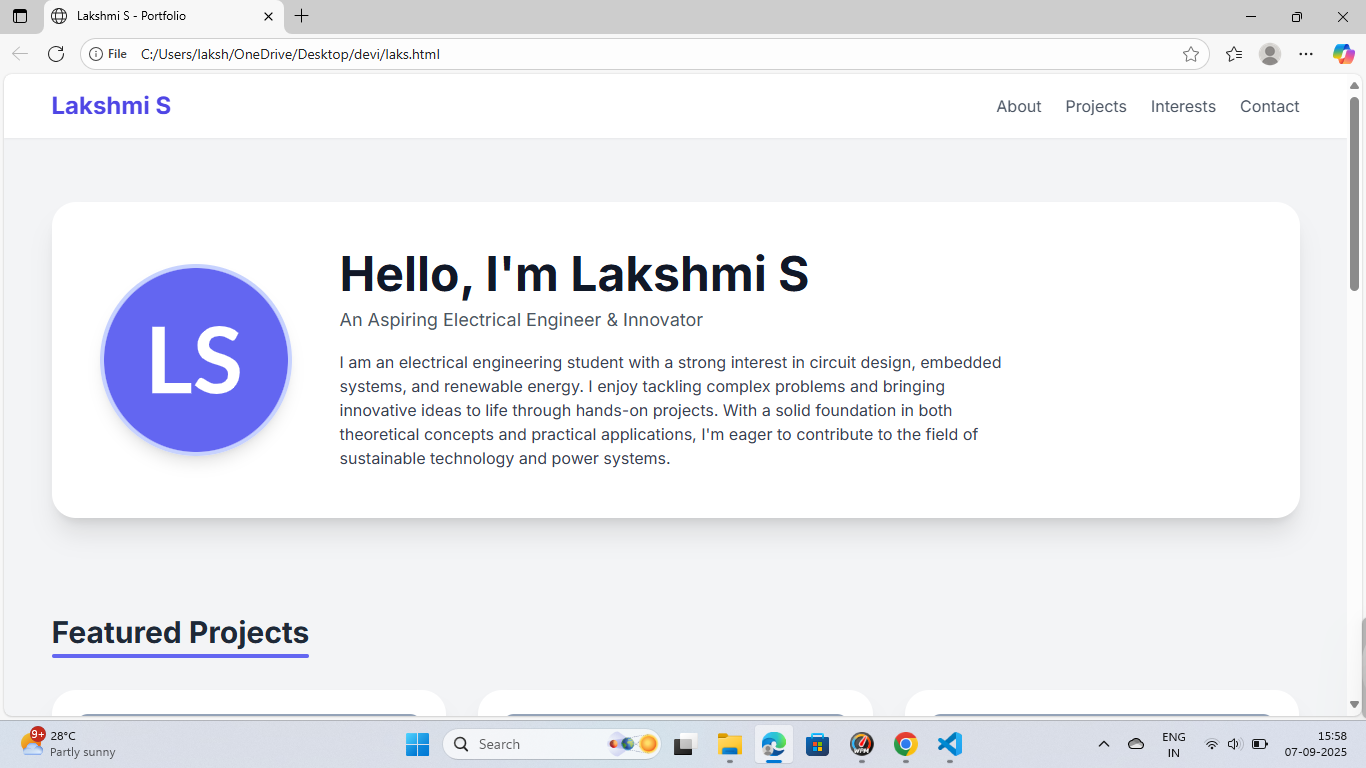 Lakshmi S - Portfolio
File C:/Users/laksh/OneDrive/Desktop/devi/laks.html
Lakshmi S
About Projects Interests Contact
LS
Hello, I'm Lakshmi S
An Aspiring Electrical Engineer & Innovator
I am an electrical engineering student with a strong interest in circuit design, embedded
systems, and renewable energy. I enjoy tackling complex problems and bringing
innovative ideas to life through hands-on projects. With a solid foundation in both
theoretical concepts and practical applications, I'm eager to contribute to the field of
sustainable technology and power systems.
Featured Projects
9+
28°C
Partly sunny
Search
WPM
ENG
IN
15:58
07-09-2025